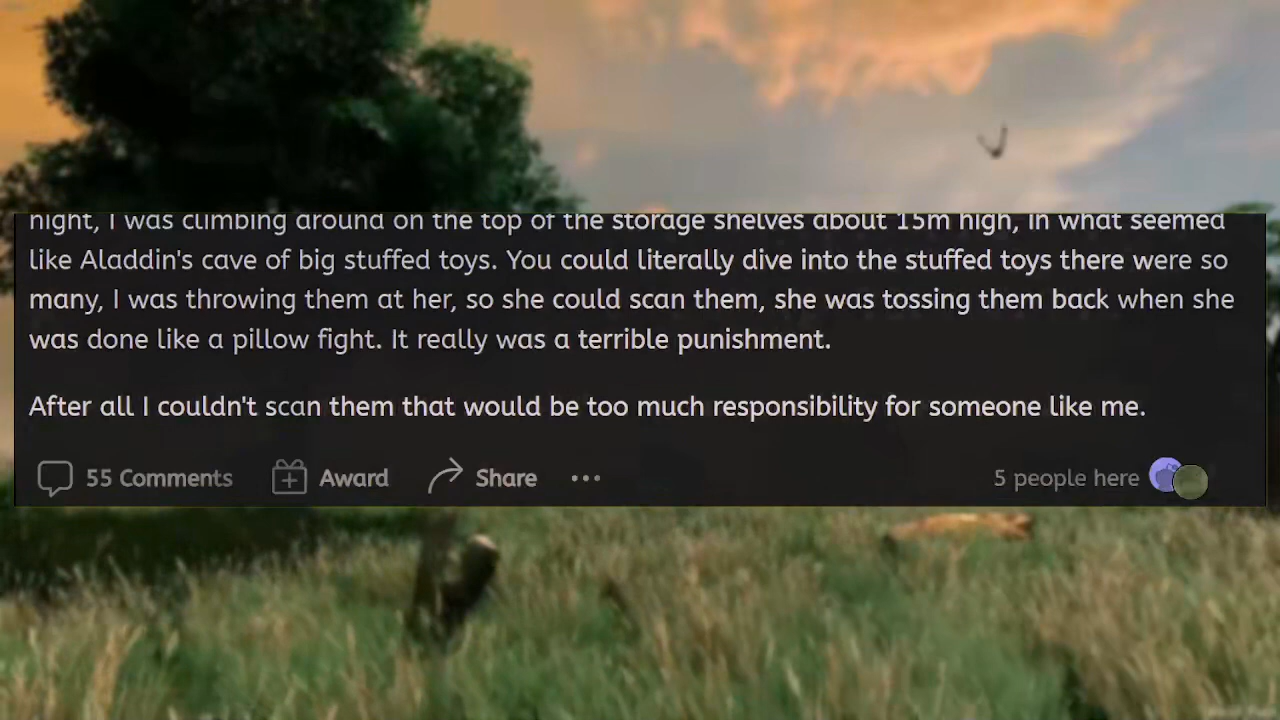 night, I was climbing around on the top of the storage shelves about 15m high, in what seemed
like Aladdin's cave of big stuffed toys. You could literally dive into the stuffed toys there were so
many, I was throwing them at her, so she could scan them, she was tossing them back when she
was done like a pillow fight. It really was a terrible punishment.
After all I couldn't scan them that would be too much responsibility for someone like me.
55 Comments Award Share ••• 5 people here